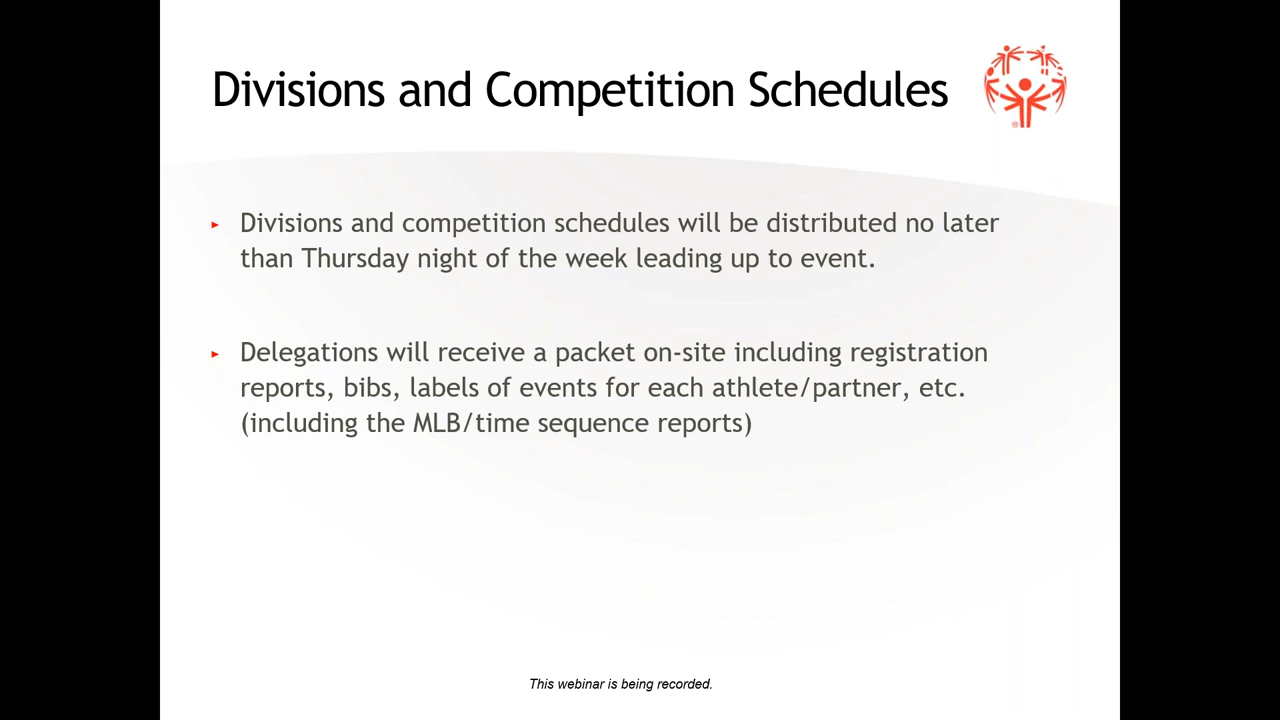 Divisions and Competition Schedules
Divisions and competition schedules will be distributed no later
than Thursday night of the week leading up to event.
Delegations will receive a packet on-site including registration
reports, bibs, labels of events for each athlete/partner, etc.
(including the MLB/time sequence reports)
This webinar is being recorded.